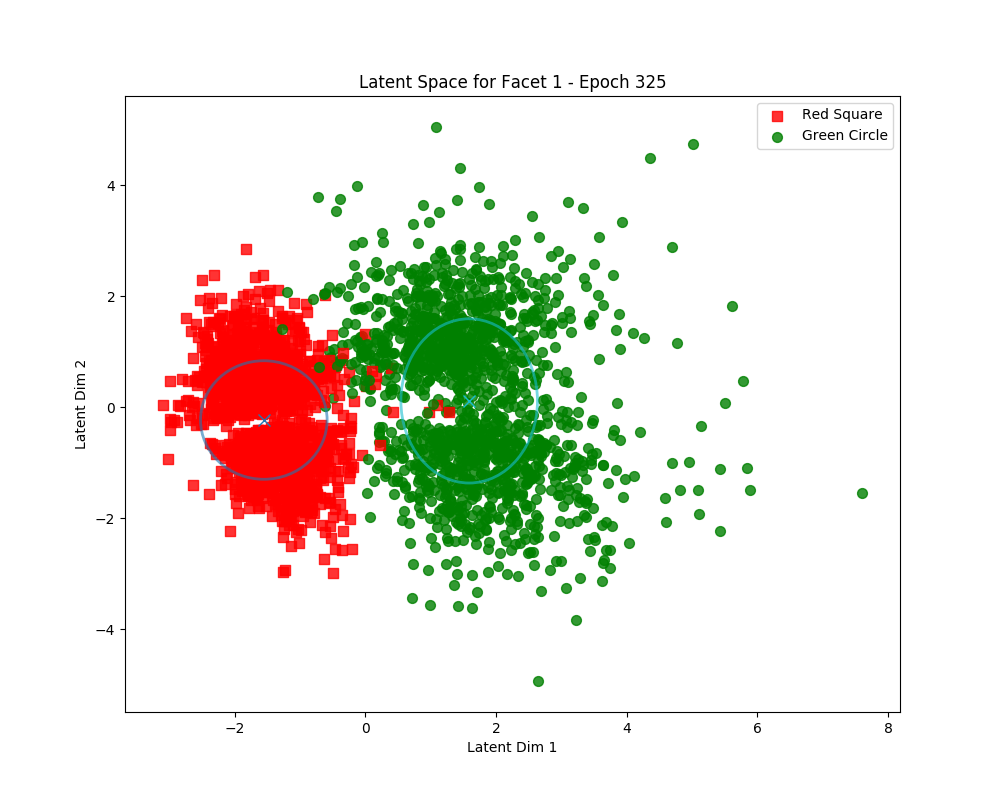 Latent Space for Facet 1 - Epoch 325
Red Square
Green Circle
Latent Dim 2
4
2
0
−2
−4
−2
0
2
4
6
8
Latent Dim 1